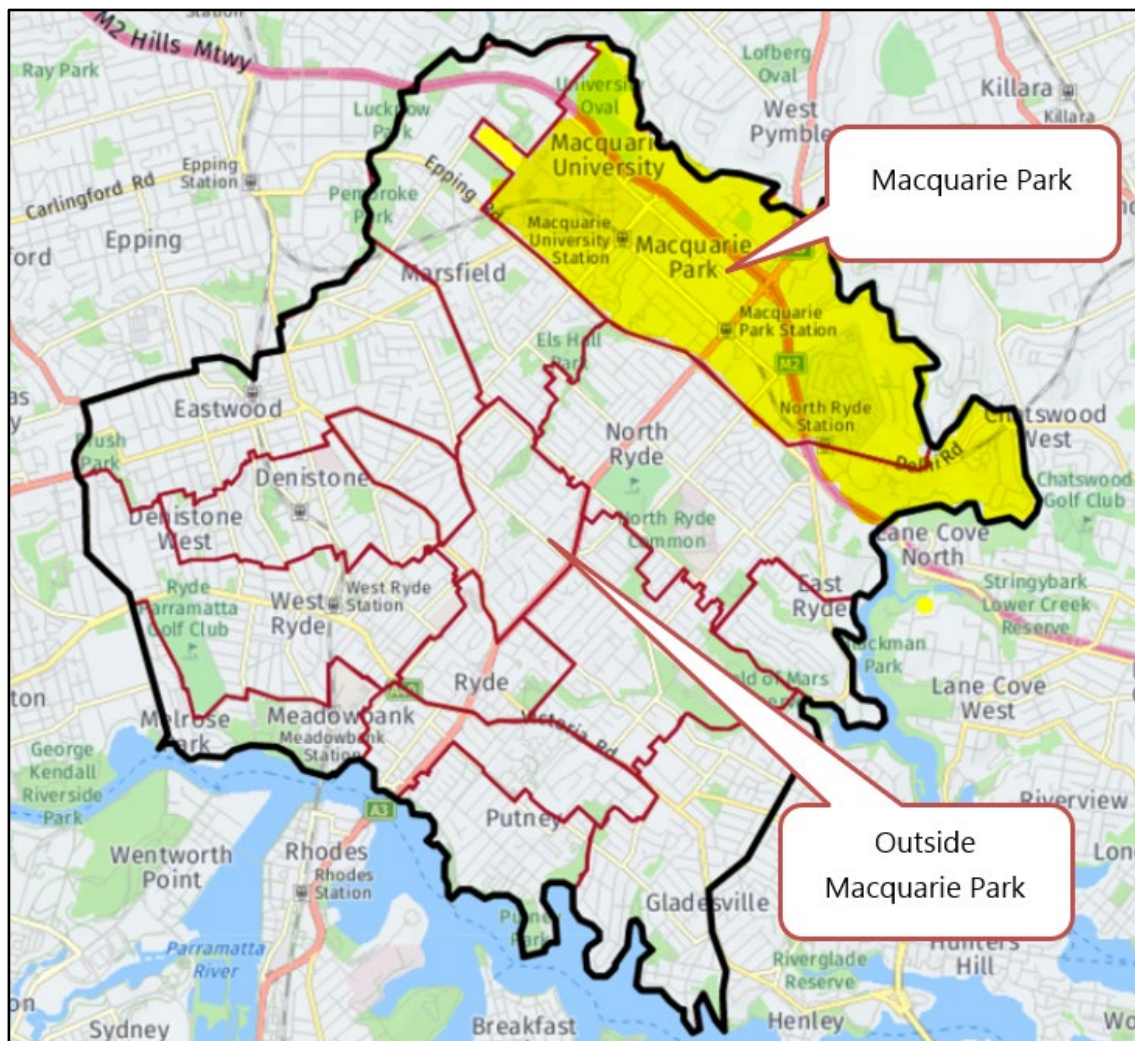 M2 Hills Mtwy
Ray Park
Lofberg
Oval
Killara
Killara
West
Pymble
University
Oval
Park
Macquarie Park
Macquarie
University
Epping
Station
Epping Rd
Carlingford Rd
Pembroke
Park
Epping
Macquarie
University
Station
Macquarie
Park
Marsfield
Macquarie
Park Station
Park
M2
Eastwood
North Ryde
Station
Chatswood
West
Delhi Rd
North
Ryde
Park
Denistone
Chatswood
Golf Club
Denistone
West
North Ryde
Common
Lane Cove
North
Ryde
Parramatta
Golf Club
West Ryde
Station
West
Ryde
East
Ryde
Stringybark
Lower Creek
Reserve
Park
Ryde
Lane Cove
West
Melrose
Park
Meadowbank
Meadowbank
Station
Victoria Rd
George
Kendall
Riverside
Park
A3
Riverview
Putney
Outside
Macquarie Park
Wentworth
Point
Rhodes
Rhodes
Station
Gladesville
Park
Parramatta
River
Hunters
Hill
Riverglade
Reserve
Sydney
Breakfast
Henley